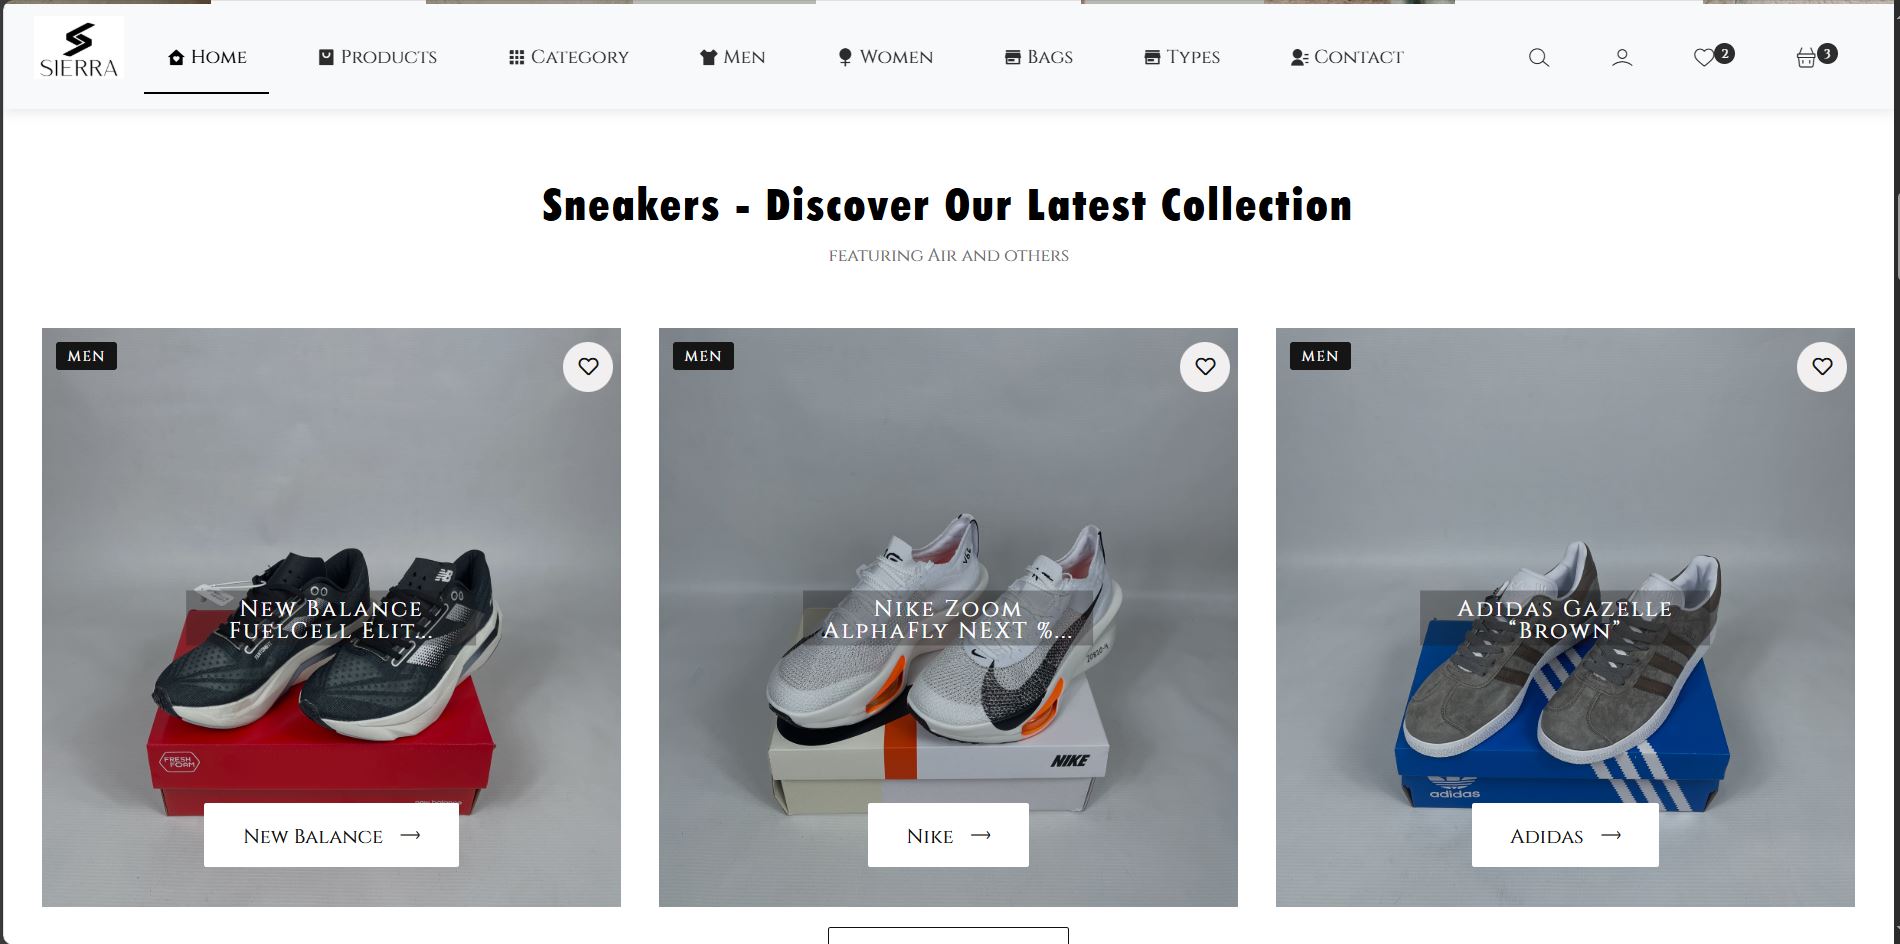 SIERRA
Home
Products
Category
Men
Women
Bags
Types
Contact
2
3
Sneakers - Discover Our Latest Collection
featuring Air and others
MEN
MEN
MEN
New Balance
FuelCell Elit...
Nike Zoom
AlphaFly NEXT %...
Adidas Gazelle
“Brown”
FRESH
FOAM
new balance
NIKE
adidas
New Balance →
Nike →
Adidas →